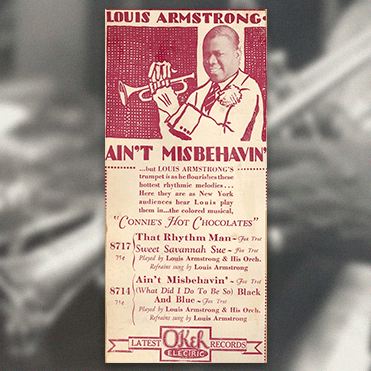 LOUIS ARMSTRONG
AIN'T MISBEHAVIN'
...but LOUIS ARMSTRONG'S
trumpet is as he flourishes these
hottest rhythmic melodies...
Here they are as New York
audiences hear Louis play
them in...the colored musical,
"CONNIE'S HOT CHOCOLATES"
8717 That Rhythm Man - Fox Trot
75¢ Sweet Savannah Sue - Fox Trot
Played by Louis Armstrong & His Orch.
Refrains sung by Louis Armstrong
Ain't Misbehavin' - Fox Trot
8714 (What Did I Do To Be So) Black
75¢ And Blue - Fox Trot
Played by Louis Armstrong & His Orch.
Refrains sung by Louis Armstrong
LATEST OKeh RECORDS
ELECTRIC